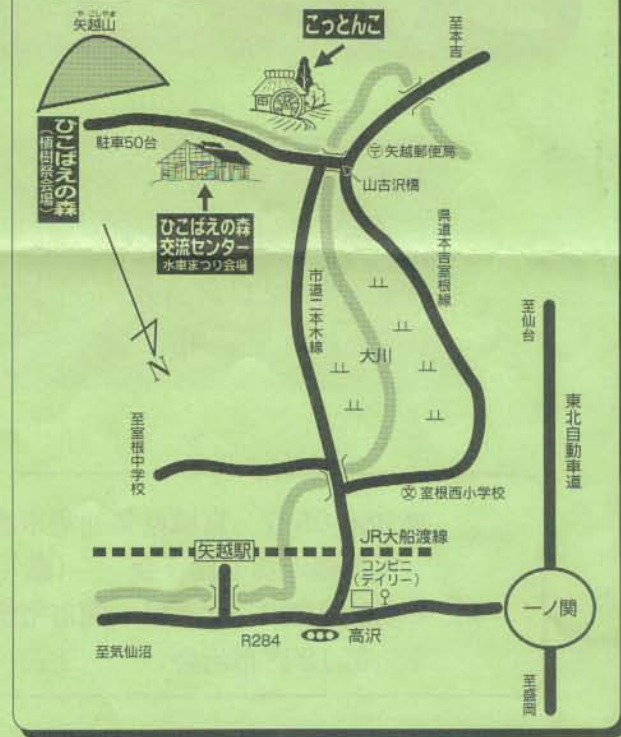 やごしやま
矢越山
こっとんこ
至本吉
ひこばえの森
(植樹祭会場)
駐車50台
〒矢越郵便局
山古沢橋
ひこばえの森
交流センター
水車まつり会場
県道本吉室根線
市道二本木線
大川
N
至仙台
東北自動車道
至室根中学校
文 室根西小学校
JR大船渡線
矢越駅
コンビニ
(デイリー)
一ノ関
R284
高沢
至気仙沼
至盛岡